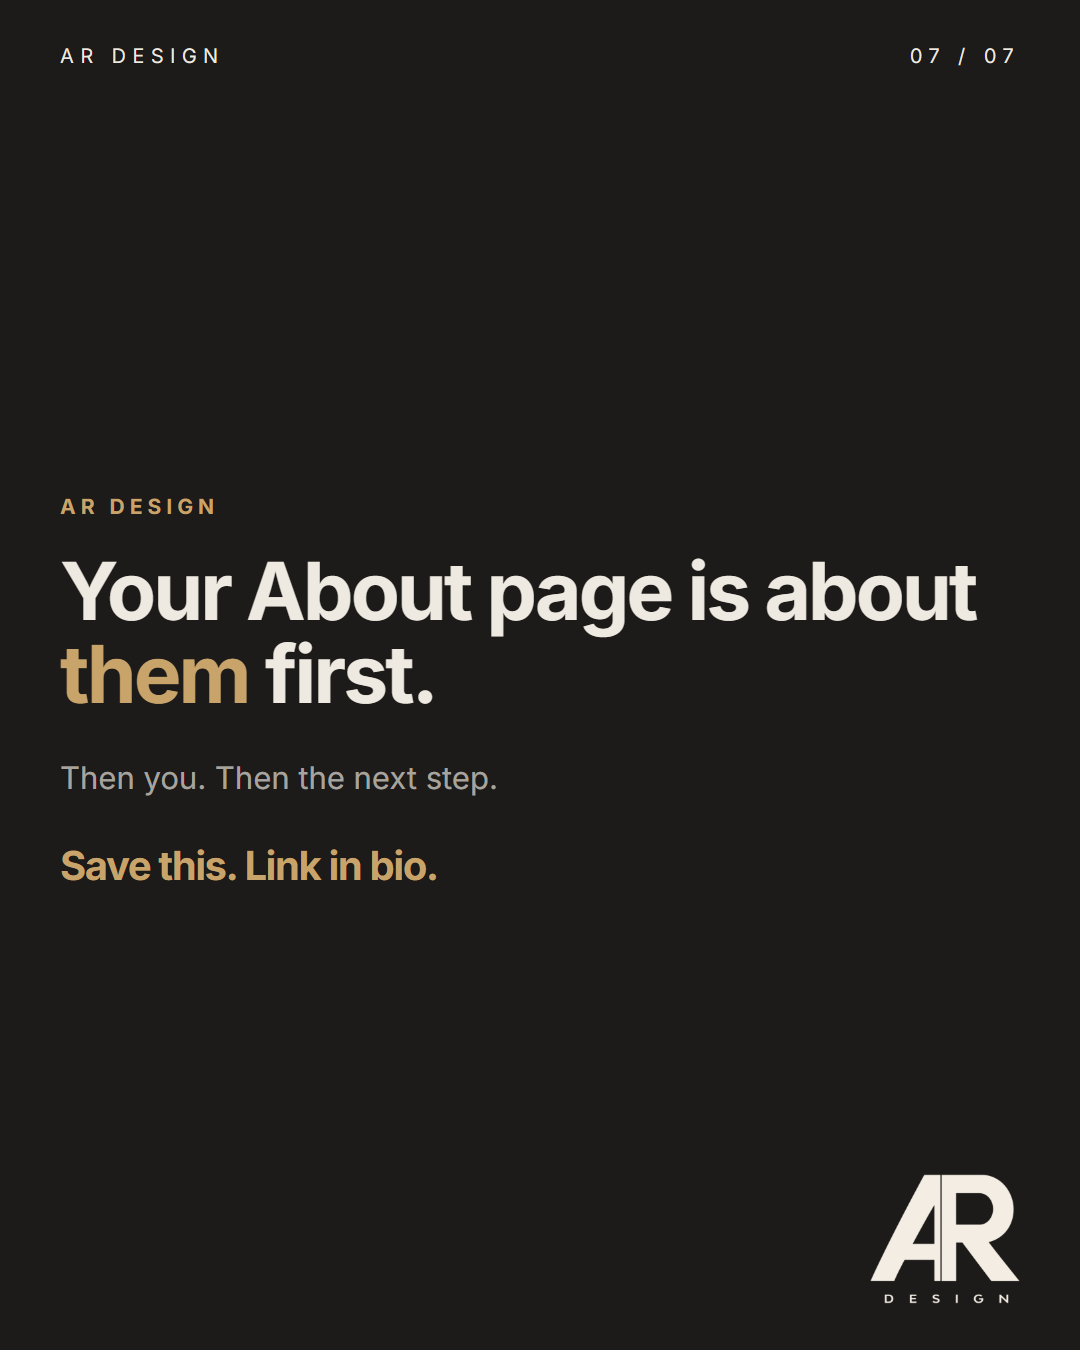 AR DESIGN
07 / 07
AR DESIGN
Your About page is about
them first.
Then you. Then the next step.
Save this. Link in bio.
AR
DESIGN